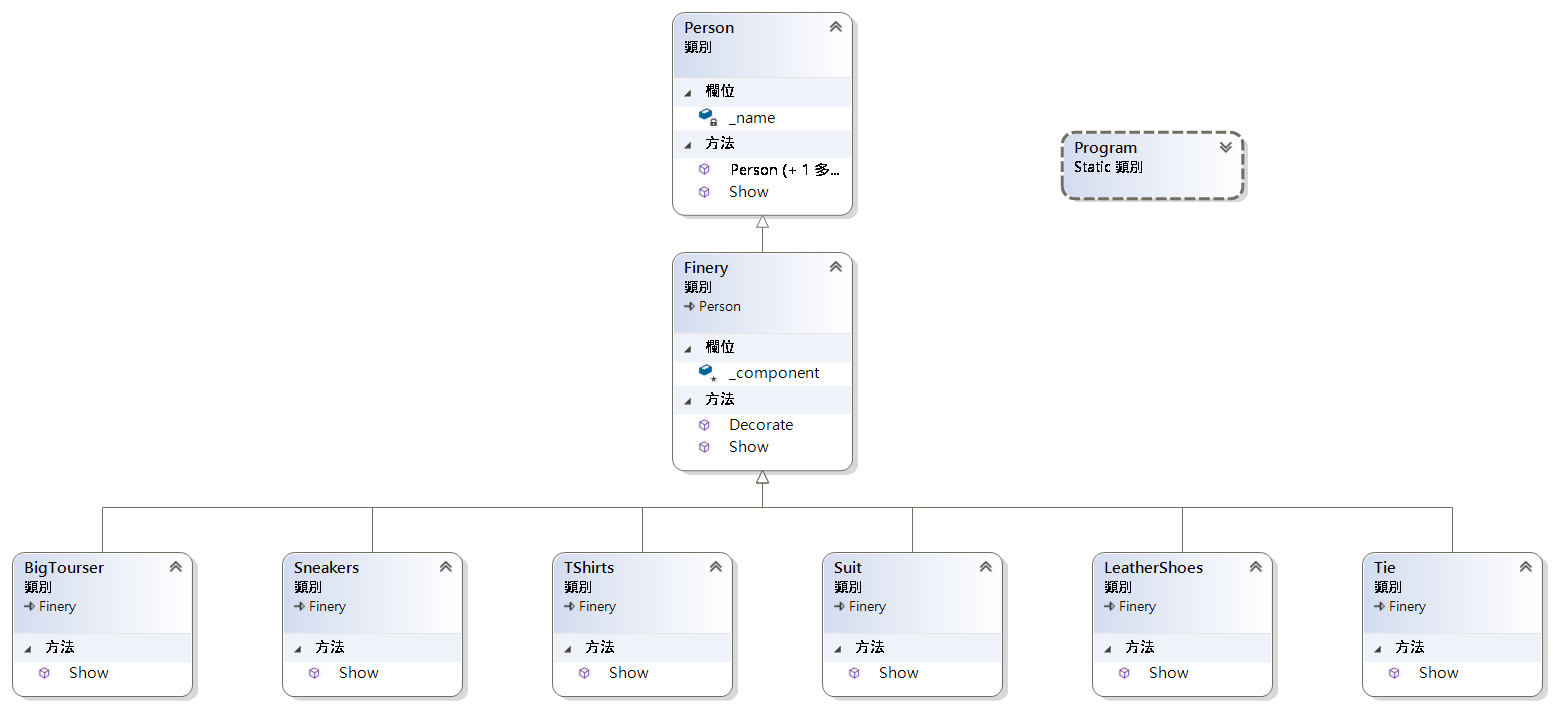 Person
類別
欄位
_name
方法
Person (+ 1 多...
Show
Program
Static 類別
Finery
類別
Person
欄位
_component
方法
Decorate
Show
BigTourser
類別
Finery
方法
Show
Sneakers
類別
Finery
方法
Show
TShirts
類別
Finery
方法
Show
Suit
類別
Finery
方法
Show
LeatherShoes
類別
Finery
方法
Show
Tie
類別
Finery
方法
Show